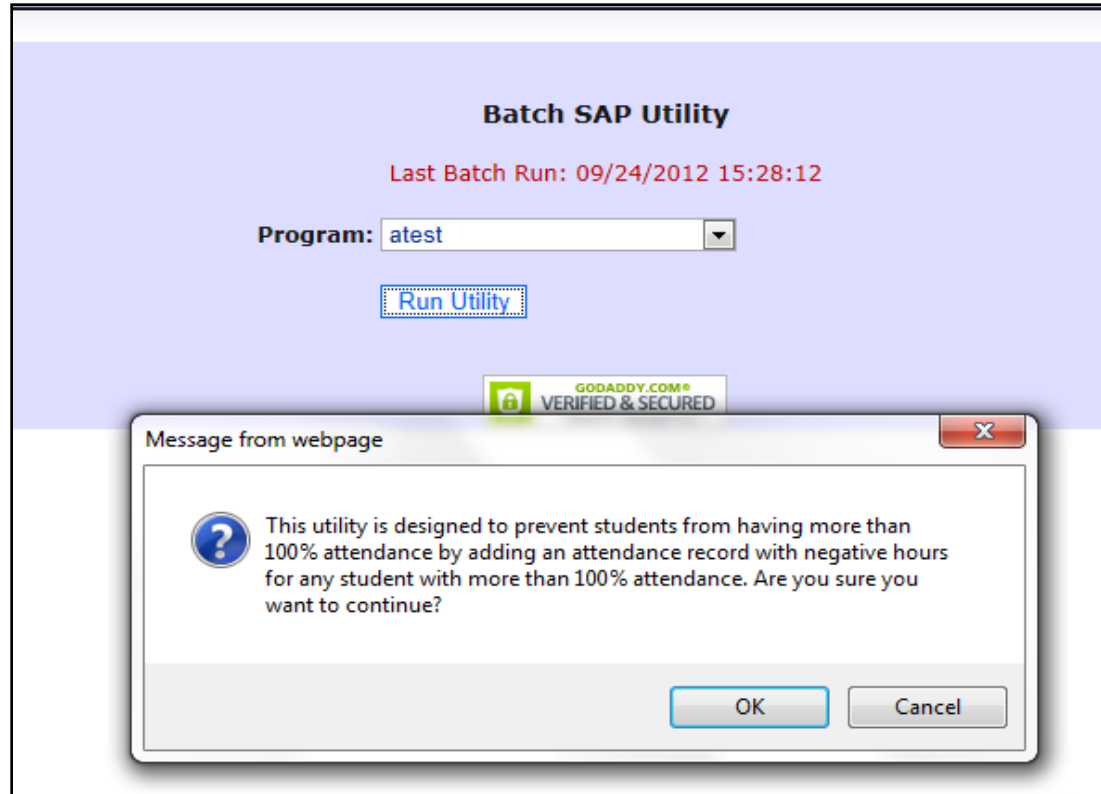 Batch SAP Utility
Last Batch Run: 09/24/2012 15:28:12
Program: atest
Run Utility
GODADDY.COM®
VERIFIED & SECURED
Message from webpage
This utility is designed to prevent students from having more than
100% attendance by adding an attendance record with negative hours
for any student with more than 100% attendance. Are you sure you
want to continue?
OK Cancel